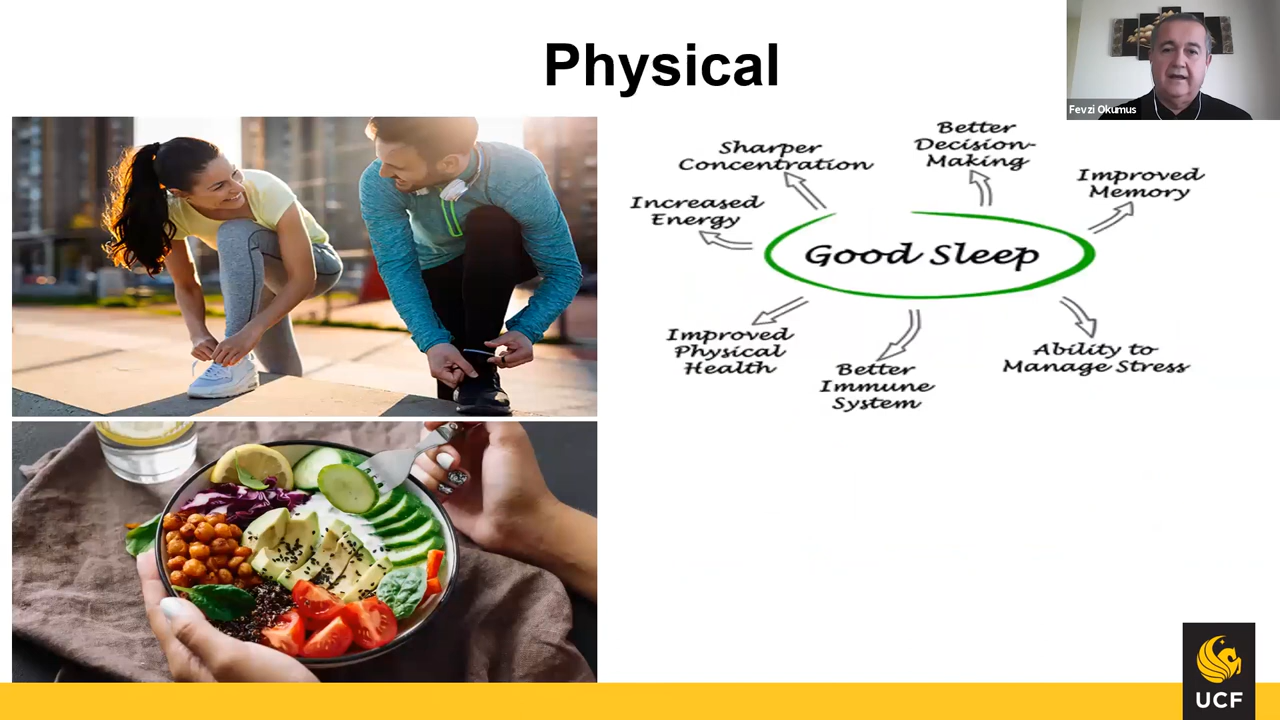 Physical
Fevzi Okumus
Sharper
Concentration
Better
Decision-
Making
Improved
Memory
Increased
Energy
Good Sleep
Improved
Physical
Health
Better
Immune
System
Ability to
Manage Stress
UCF